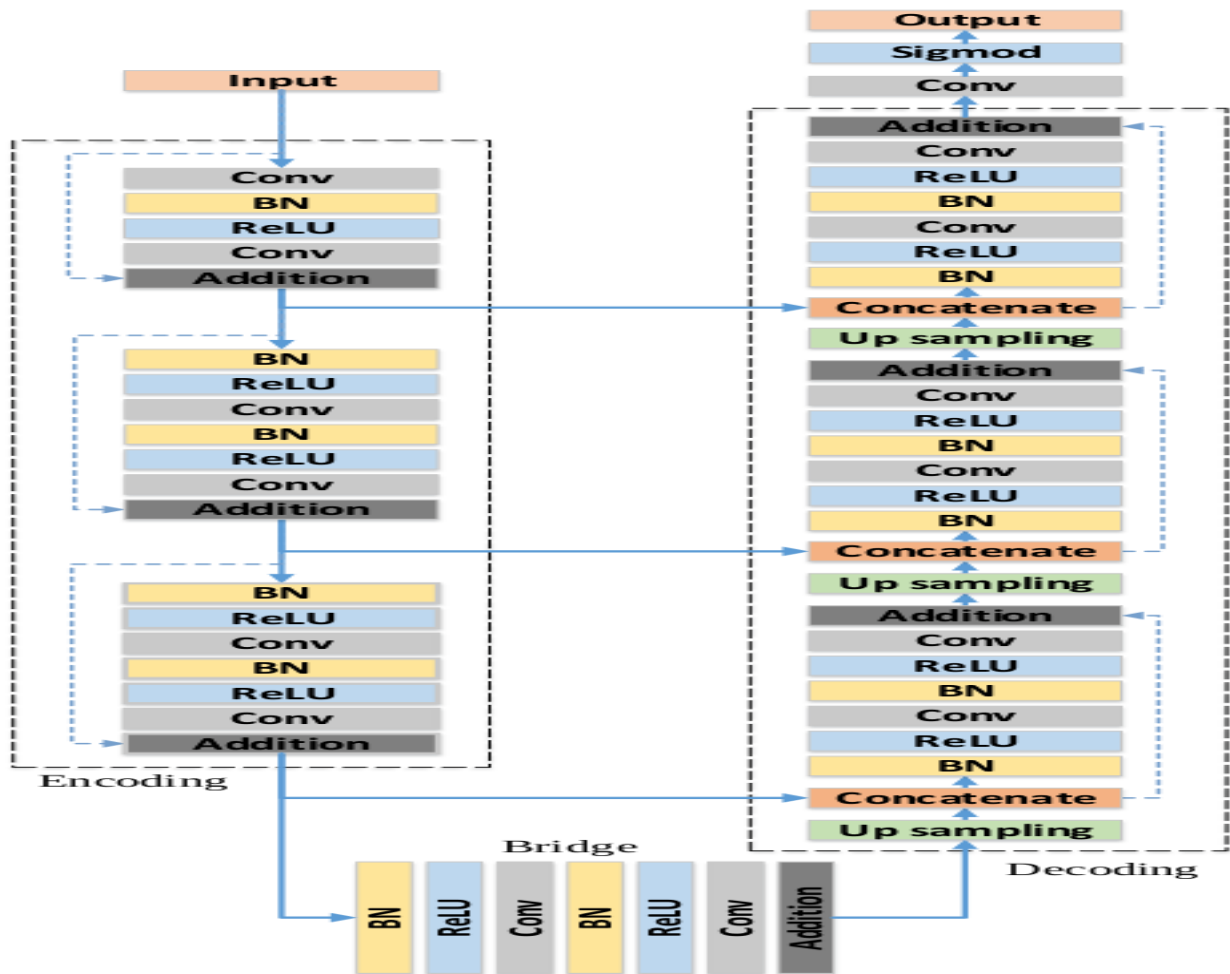 Input
Conv
BN
ReLU
Conv
Addition
BN
ReLU
Conv
BN
ReLU
Conv
Addition
BN
ReLU
Conv
BN
ReLU
Conv
Addition
Encoding
Bridge
BN
ReLU
Conv
BN
ReLU
Conv
Addition
Output
Sigmod
Conv
Addition
Conv
ReLU
BN
Conv
ReLU
BN
Concatenate
Up sampling
Addition
Conv
ReLU
BN
Conv
ReLU
BN
Concatenate
Up sampling
Addition
Conv
ReLU
BN
Conv
ReLU
BN
Concatenate
Up sampling
Decoding